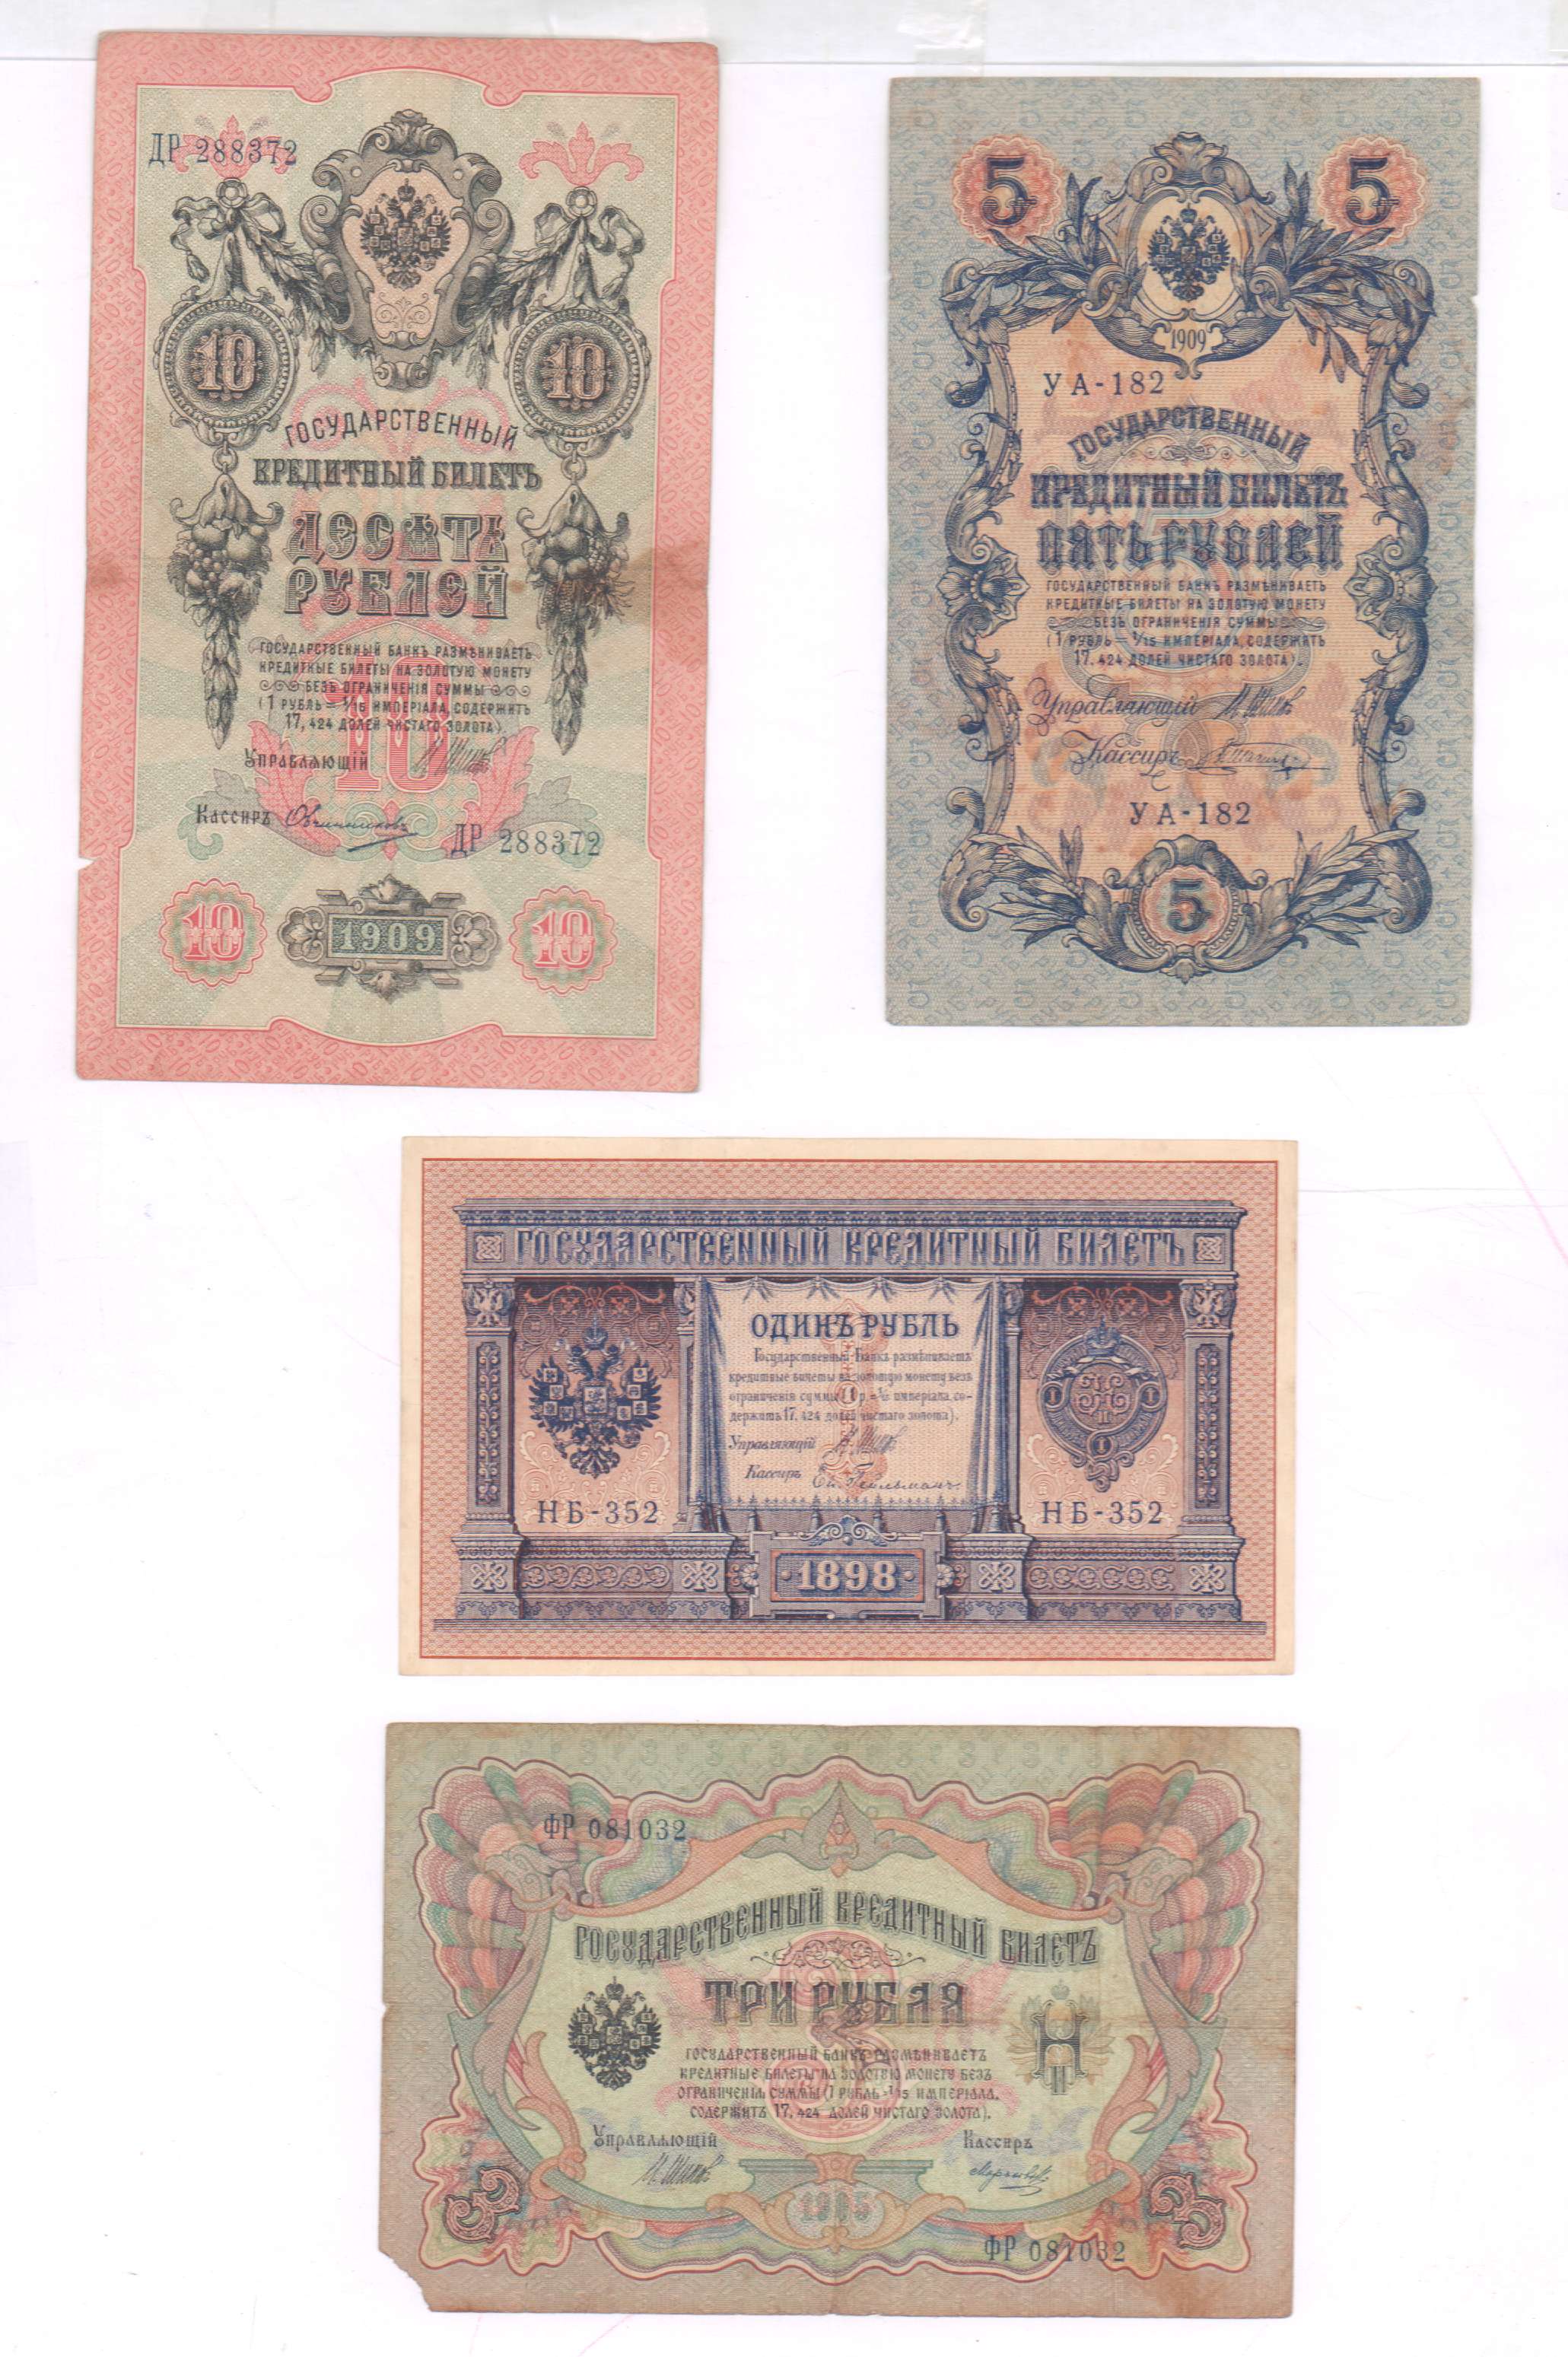 ДР 288372
10
10
ГОСУДАРСТВЕННЫЙ
КРЕДИТНЫЙ БИЛЕТЪ
ДЕСЯТЬ
РУБЛЕЙ
ГОСУДАРСТВЕННЫЙ БАНКЪ РАЗМѢНИВАЕТЪ
КРЕДИТНЫЕ БИЛЕТЫ НА ЗОЛОТУЮ МОНЕТУ
БЕЗЪ ОГРАНИЧЕНІЯ СУММЫ
(1 РУБЛЬ = 1/15 ИМПЕРІАЛА, СОДЕРЖИТЪ
17,424 ДОЛЕЙ ЧИСТАГО ЗОЛОТА).
10
УПРАВЛЯЮЩІЙ
КАССИРЪ Овчинниковъ
ДР 288372
10
1909
10
5
5
1909
УА-182
ГОСУДАРСТВЕННЫЙ
КРЕДИТНЫЙ БИЛЕТЪ
ПЯТЬ РУБЛЕЙ
ГОСУДАРСТВЕННЫЙ БАНКЪ РАЗМѢНИВАЕТЪ
КРЕДИТНЫЕ БИЛЕТЫ НА ЗОЛОТУЮ МОНЕТУ
БЕЗЪ ОГРАНИЧЕНІЯ СУММЫ
(1 РУБЛЬ = 1/15 ИМПЕРІАЛА, СОДЕРЖИТЪ
17,424 ДОЛЕЙ ЧИСТАГО ЗОЛОТА).
Управляющій
Кассиръ
УА-182
5
ГОСУДАРСТВЕННЫЙ КРЕДИТНЫЙ БИЛЕТЪ
ОДИНЪ РУБЛЬ
Государственный Банкъ размѣниваетъ
кредитные билеты на золотую монету безъ
ограниченія суммы (1 р. = 1/15 имперіала, со-
держитъ 17,424 долей чистаго золота).
Управляющій
Кассиръ Гейльманъ
НБ-352
НБ-352
1898
ФР 081032
ГОСУДАРСТВЕННЫЙ КРЕДИТНЫЙ БИЛЕТЪ
ТРИ РУБЛЯ
3
Н
II
ГОСУДАРСТВЕННЫЙ БАНКЪ РАЗМѢНИВАЕТЪ
КРЕДИТНЫЕ БИЛЕТЫ НА ЗОЛОТУЮ МОНЕТУ БЕЗЪ
ОГРАНИЧЕНІЯ СУММЫ (1 РУБЛЬ = 1/15 ИМПЕРІАЛА,
СОДЕРЖИТЪ 17,424 ДОЛЕЙ ЧИСТАГО ЗОЛОТА).
УПРАВЛЯЮЩІЙ
КАССИРЪ
3
1905
3
ФР 081032